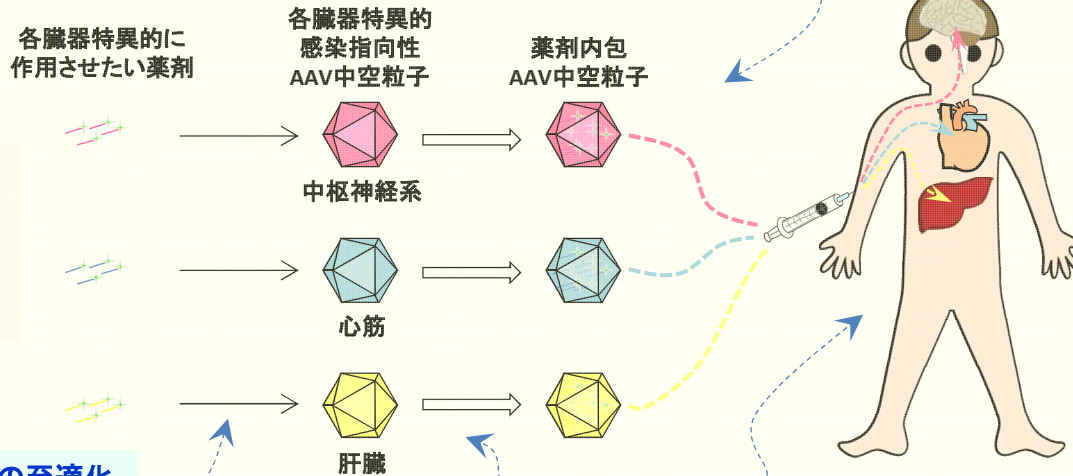 各臓器特異的に
作用させたい薬剤
各臓器特異的
感染指向性
AAV中空粒子
薬剤内包
AAV中空粒子
中枢神経系
心筋
肝臓
の至適化